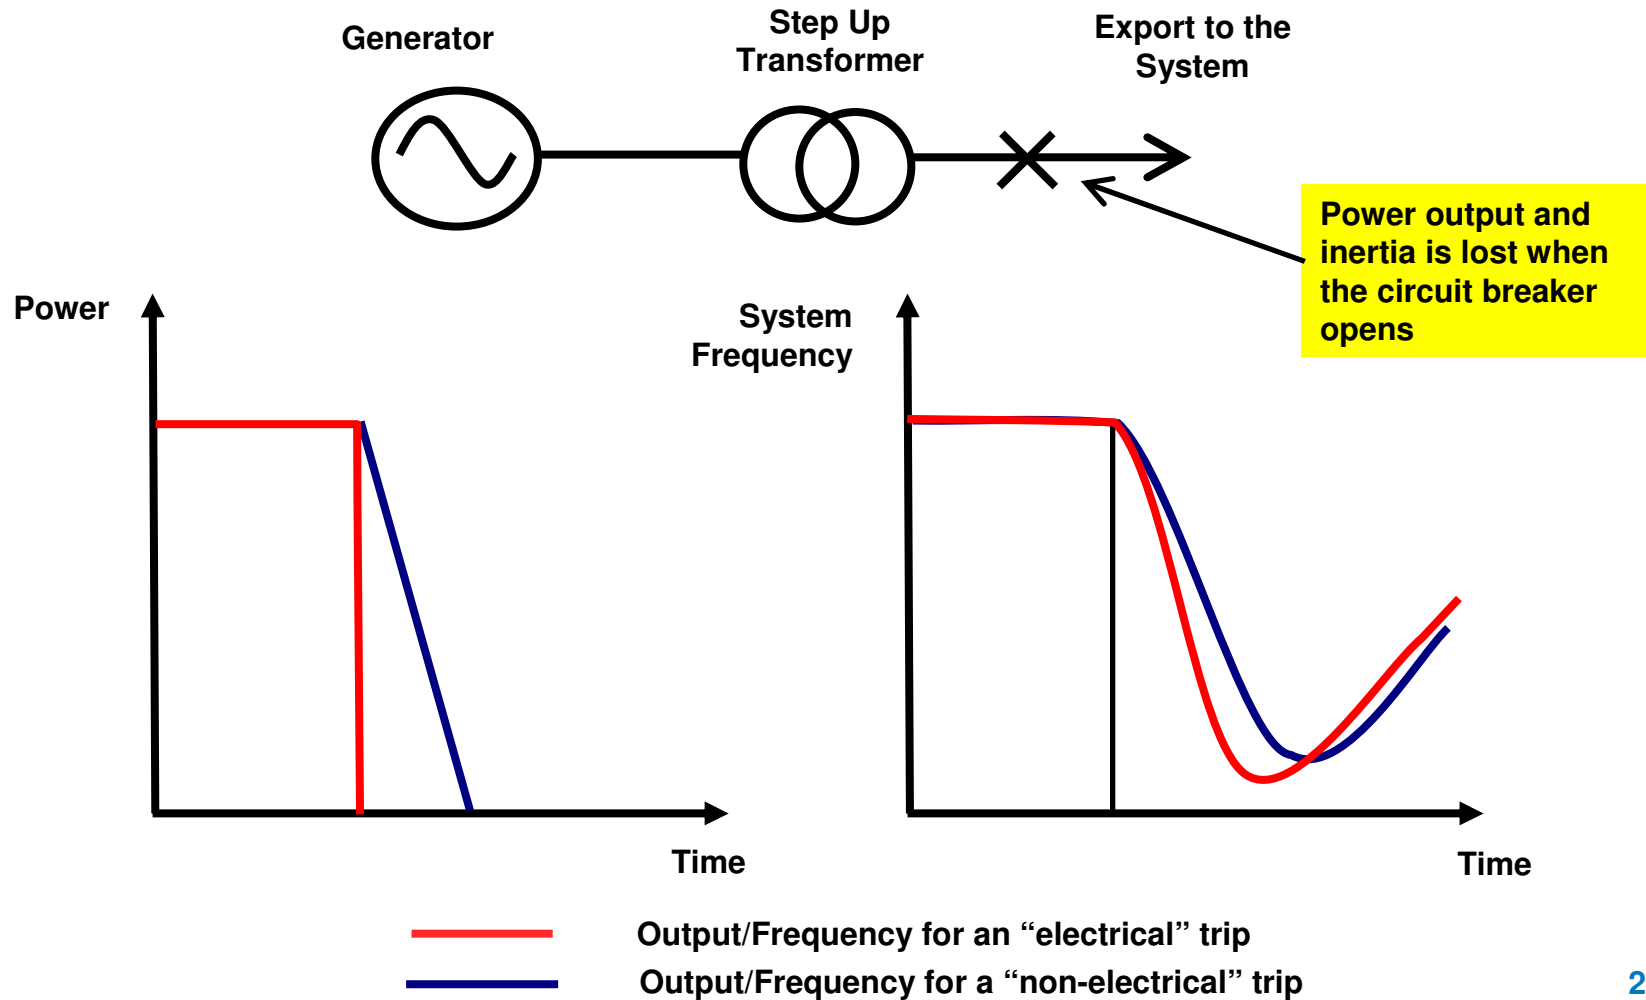 Generator
Step Up
Transformer
Export to the
System
Power output and
inertia is lost when
the circuit breaker
opens
Power
System
Frequency
Time
Time
Output/Frequency for an “electrical” trip
Output/Frequency for a “non-electrical” trip
2